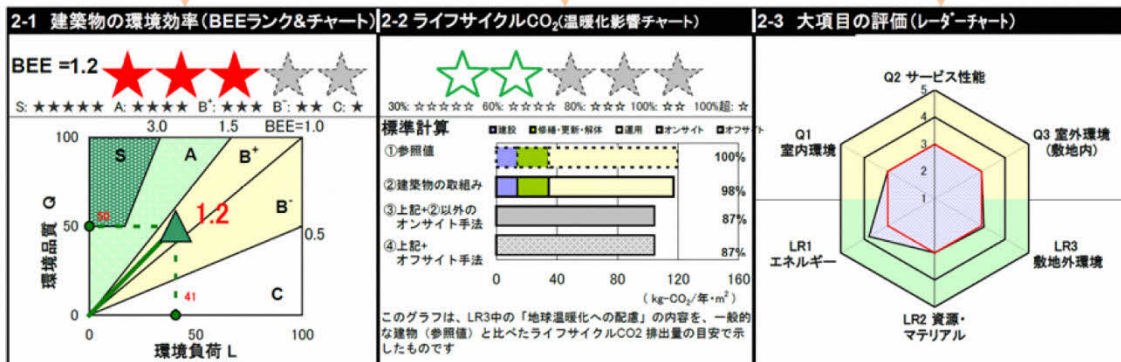 2-1 建築物の環境効率(BEEランク&チャート)
BEE =1.2
S: ★★★★★ A: ★★★★ B⁺: ★★★ B⁻: ★★ C: ★
3.0 1.5 BEE=1.0
100
S A B⁺
50 50 1.2 B⁻
0.5
41 C
0
0 50 100
環境品質 Q
環境負荷 L
2-2 ライフサイクルCO₂(温暖化影響チャート)
30%: ☆☆☆☆☆ 60%: ☆☆☆☆ 80%: ☆☆☆ 100%: ☆☆ 100%超: ☆
標準計算
建設 修繕・更新・解体 運用 オンサイト オフサイト
①参照値 100%
②建築物の取組み 98%
③上記+②以外の
オンサイト手法 87%
④上記+
オフサイト手法 87%
0 40 80 120 160
( kg-CO₂/年・m² )
このグラフは、LR3中の「地球温暖化への配慮」の内容を、一般的
な建物(参照値)と比べたライフサイクルCO2 排出量の目安で示
したものです
2-3 大項目の評価(レーダーチャート)
Q2 サービス性能
5
4
3
2
1
Q1
室内環境
Q3 室外環境
(敷地内)
LR1
エネルギー
LR3
敷地外環境
LR2 資源・
マテリアル